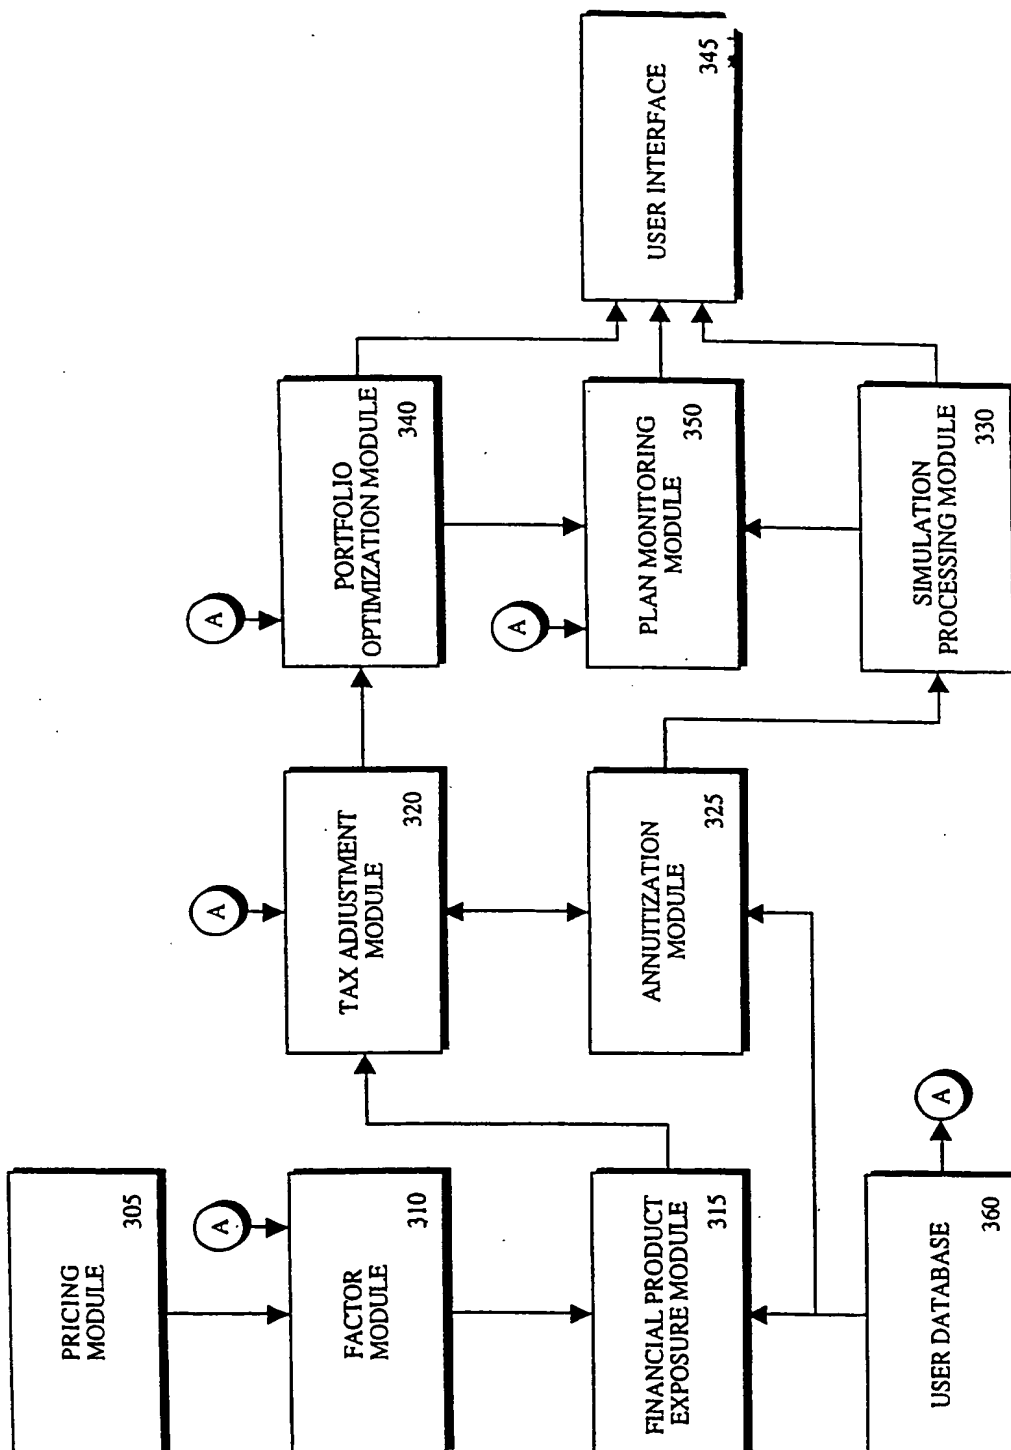 PRICING
MODULE
305
A
FACTOR
MODULE
310
FINANCIAL PRODUCT
EXPOSURE MODULE
315
USER DATABASE
360
A
A
TAX ADJUSTMENT
MODULE
320
ANNUITIZATION
MODULE
325
A
PORTFOLIO
OPTIMIZATION MODULE
340
A
PLAN MONITORING
MODULE
350
SIMULATION
PROCESSING MODULE
330
USER INTERFACE
345